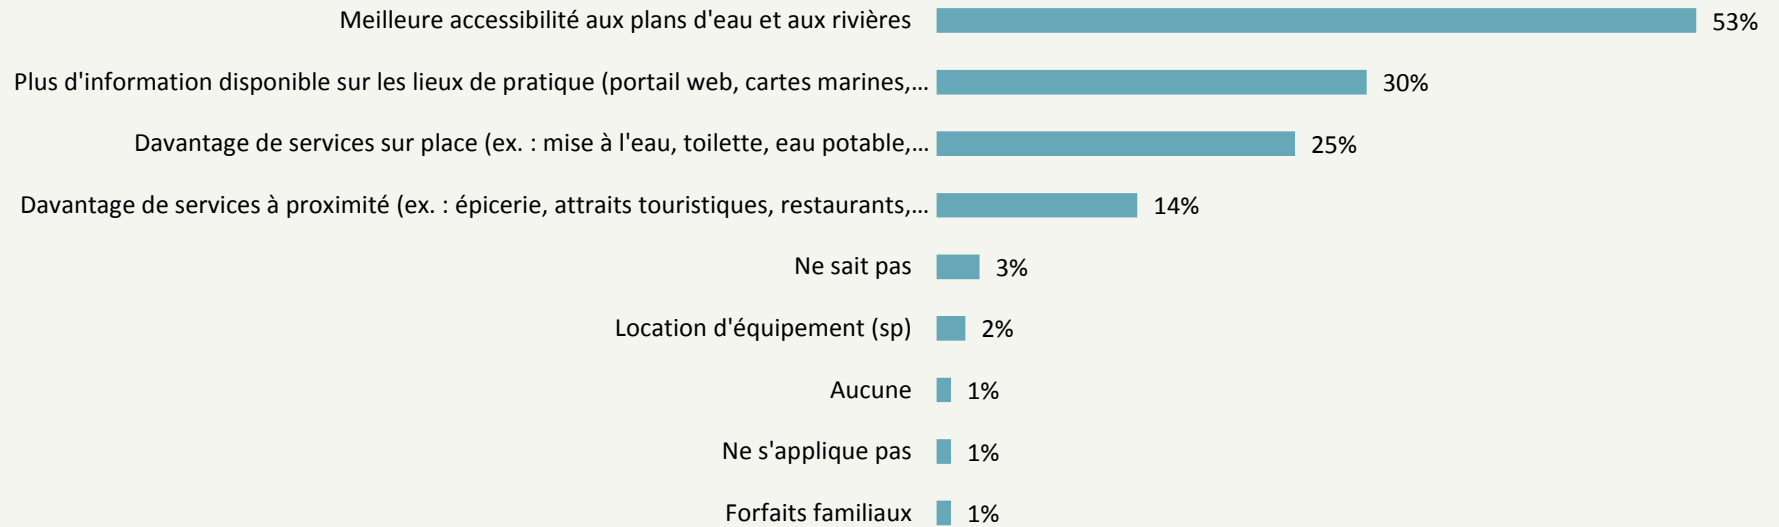 Meilleure accessibilité aux plans d'eau et aux rivières 53%
Plus d'information disponible sur les lieux de pratique (portail web, cartes marines,... 30%
Davantage de services sur place (ex. : mise à l'eau, toilette, eau potable,... 25%
Davantage de services à proximité (ex. : épicerie, attraits touristiques, restaurants,... 14%
Ne sait pas 3%
Location d'équipement (sp) 2%
Aucune 1%
Ne s'applique pas 1%
Forfaits familiaux 1%